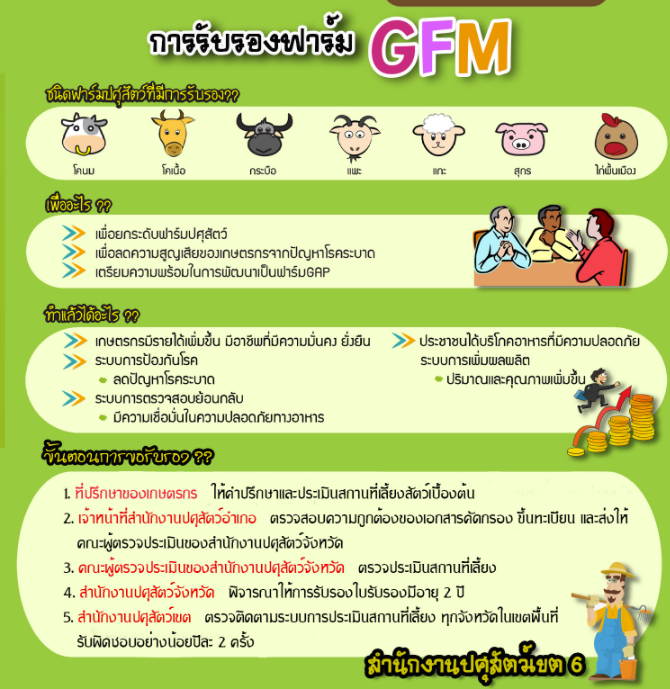 การรับรองฟาร์ม GFM
ชนิดฟาร์มปศุสัตว์ที่มีการรับรอง??
โคนม โคเนื้อ กระบือ แพะ แกะ สุกร ไก่พื้นเมือง
เพื่ออะไร ??
เพื่อยกระดับฟาร์มปศุสัตว์
เพื่อลดความสูญเสียของเกษตรกรจากปัญหาโรคระบาด
เตรียมความพร้อมในการพัฒนาเป็นฟาร์มGAP
ทำแล้วได้อะไร ??
เกษตรกรมีรายได้เพิ่มขึ้น มีอาชีพที่มีความมั่นคง ยั่งยืน
ระบบการป้องกันโรค
ลดปัญหาโรคระบาด
ระบบการตรวจสอบย้อนกลับ
มีความเชื่อมั่นในความปลอดภัยทางอาหาร
ประชาชนได้บริโภคอาหารที่มีความปลอดภัย
ระบบการเพิ่มผลผลิต
ปริมาณและคุณภาพเพิ่มขึ้น
ขั้นตอนการขอรับรอง ??
1. ที่ปรึกษาของเกษตรกร ให้คำปรึกษาและประเมินสถานที่เลี้ยงสัตว์เบื้องต้น
2. เจ้าหน้าที่สำนักงานปศุสัตว์อำเภอ ตรวจสอบความถูกต้องของเอกสารคัดกรอง ขึ้นทะเบียน และส่งให้
คณะผู้ตรวจประเมินของสำนักงานปศุสัตว์จังหวัด
3. คณะผู้ตรวจประเมินของสำนักงานปศุสัตว์จังหวัด ตรวจประเมินสถานที่เลี้ยง
4. สำนักงานปศุสัตว์จังหวัด พิจารณาให้การรับรองใบรับรองมีอายุ 2 ปี
5. สำนักงานปศุสัตว์เขต ตรวจติดตามระบบการประเมินสถานที่เลี้ยง ทุกจังหวัดในเขตพื้นที่
รับผิดชอบอย่างน้อยปีละ 2 ครั้ง
สำนักงานปศุสัตว์เขต 6